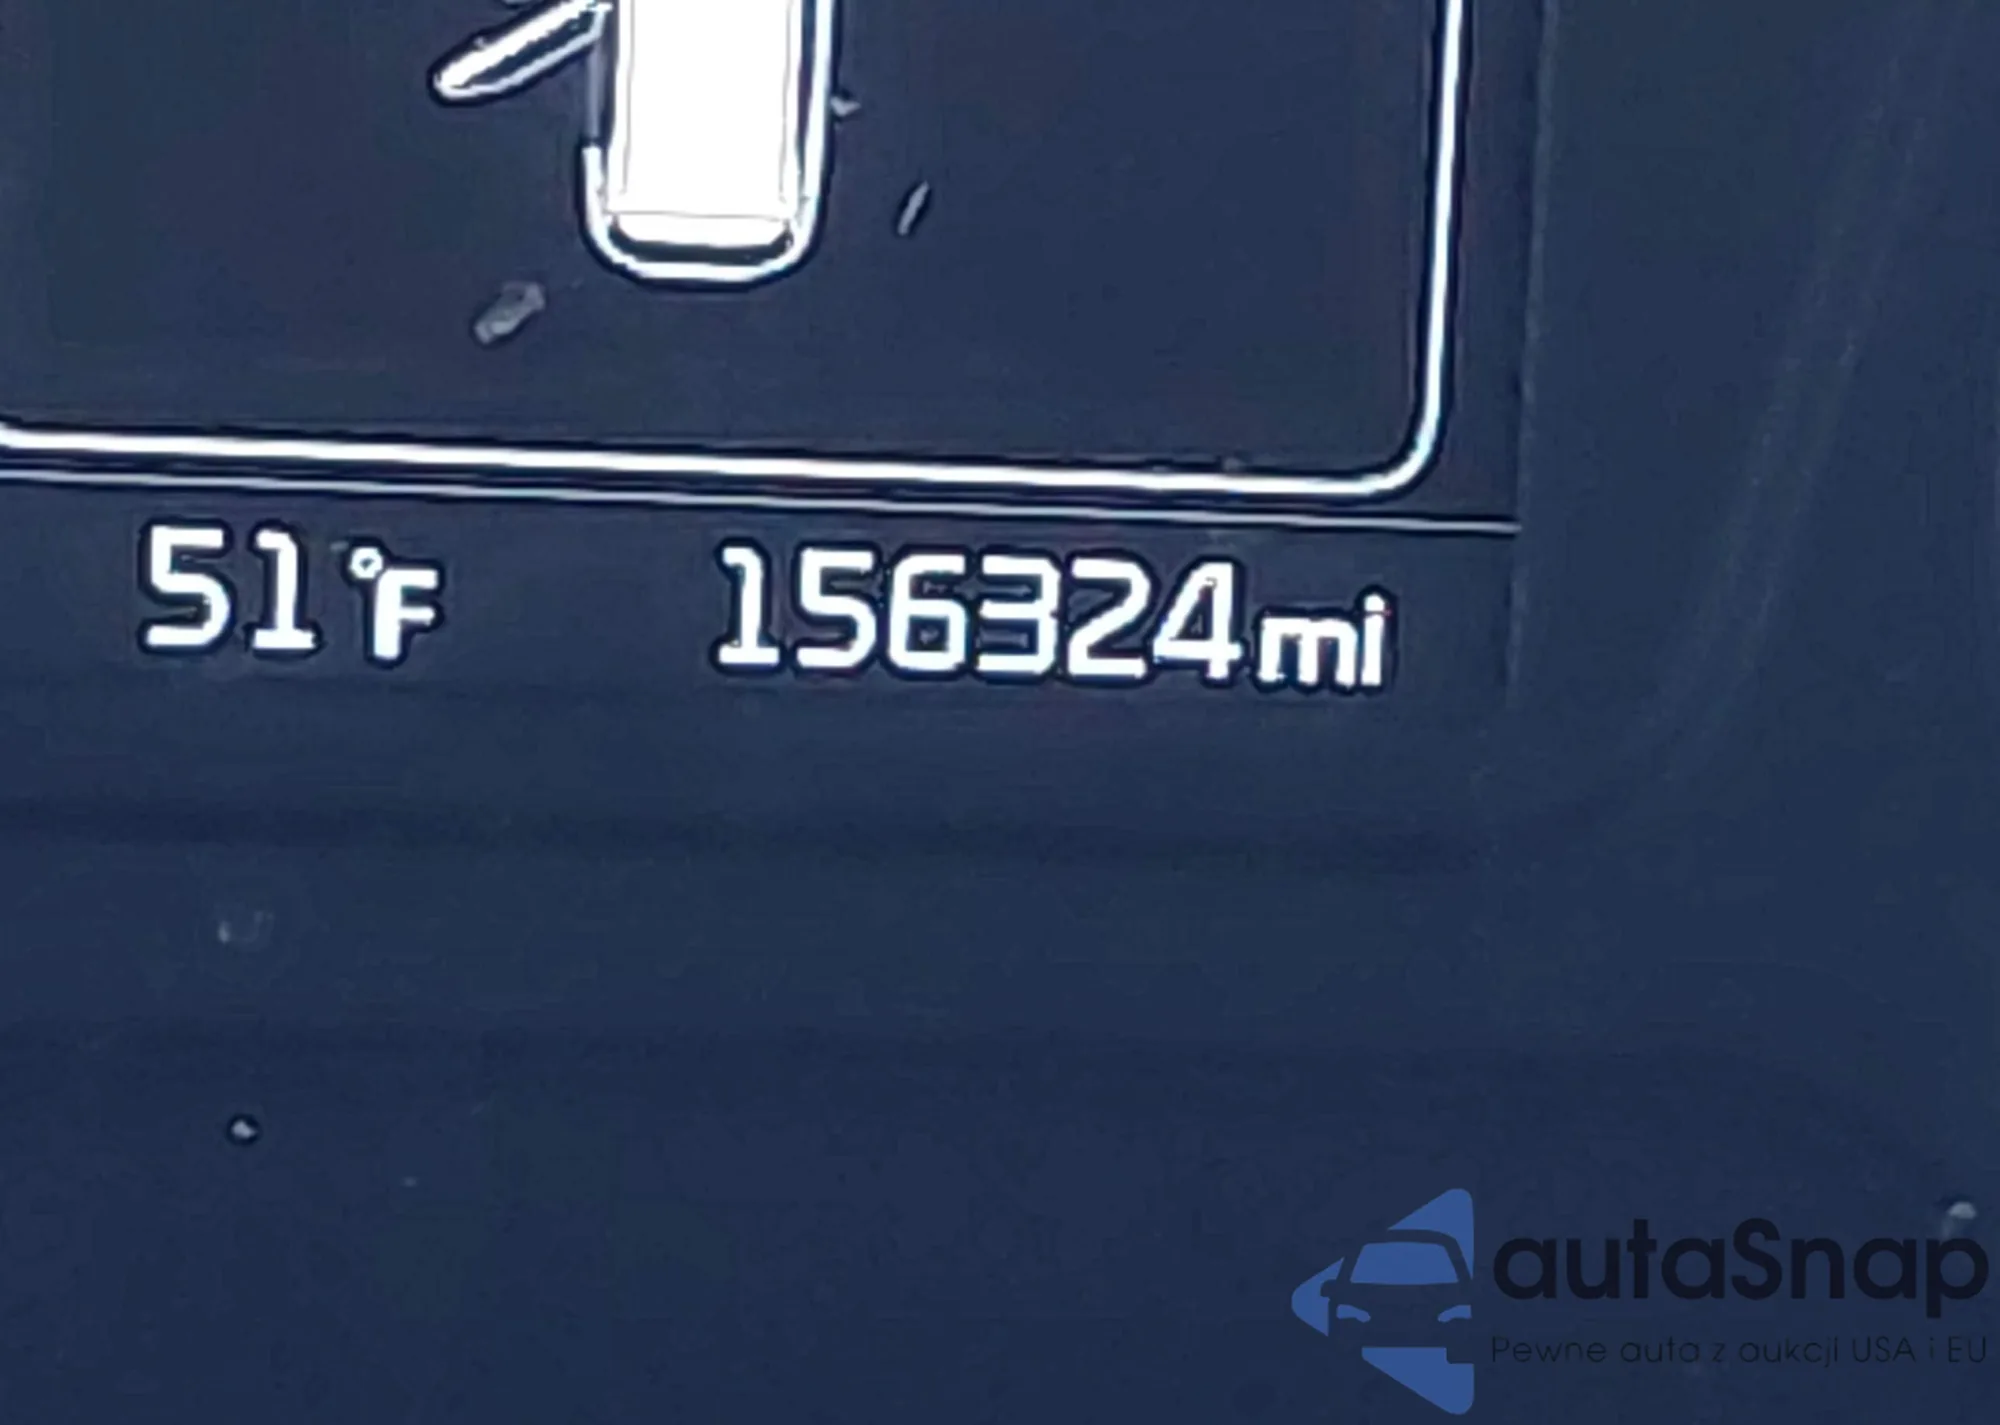 51°F 156324mi
autaSnap
Pewne auta z aukcji USA i EU